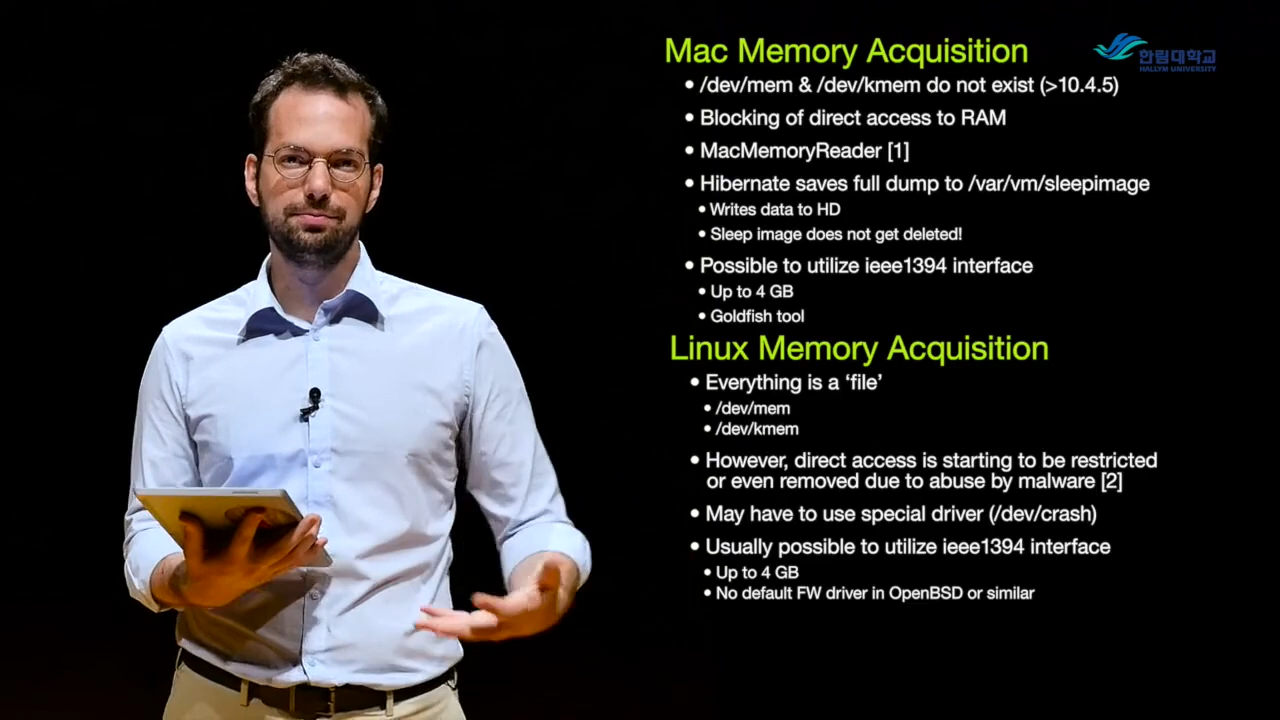 Mac Memory Acquisition
한림대학교
HALLYM UNIVERSITY
• /dev/mem & /dev/kmem do not exist (>10.4.5)
• Blocking of direct access to RAM
• MacMemoryReader [1]
• Hibernate saves full dump to /var/vm/sleepimage
• Writes data to HD
• Sleep image does not get deleted!
• Possible to utilize ieee1394 interface
• Up to 4 GB
• Goldfish tool
Linux Memory Acquisition
• Everything is a ‘file’
• /dev/mem
• /dev/kmem
• However, direct access is starting to be restricted
or even removed due to abuse by malware [2]
• May have to use special driver (/dev/crash)
• Usually possible to utilize ieee1394 interface
• Up to 4 GB
• No default FW driver in OpenBSD or similar